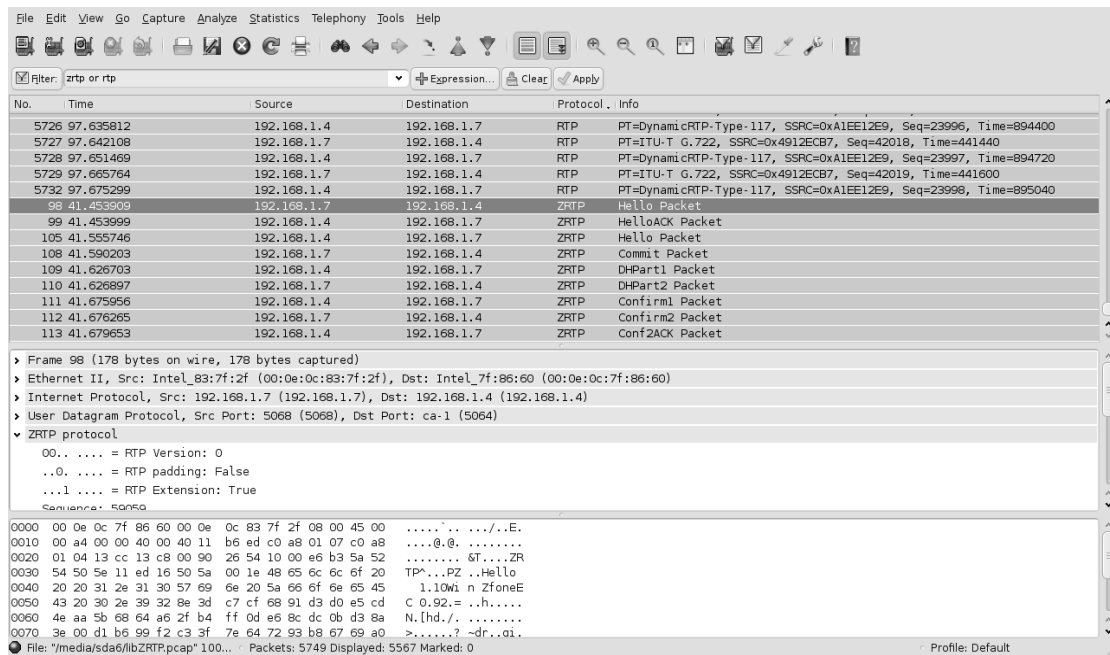 File Edit View Go Capture Analyze Statistics Telephony Tools Help
Filter: zrtp or rtp Expression... Clear Apply
No. Time Source Destination Protocol . Info
5726 97.635812 192.168.1.4 192.168.1.7 RTP PT=DynamicRTP-Type-117, SSRC=0xA1EE12E9, Seq=23996, Time=894400
5727 97.642108 192.168.1.7 192.168.1.4 RTP PT=ITU-T G.722, SSRC=0x4912ECB7, Seq=42018, Time=441440
5728 97.651469 192.168.1.4 192.168.1.7 RTP PT=DynamicRTP-Type-117, SSRC=0xA1EE12E9, Seq=23997, Time=894720
5729 97.665764 192.168.1.7 192.168.1.4 RTP PT=ITU-T G.722, SSRC=0x4912ECB7, Seq=42019, Time=441600
5732 97.675299 192.168.1.4 192.168.1.7 RTP PT=DynamicRTP-Type-117, SSRC=0xA1EE12E9, Seq=23998, Time=895040
98 41.453909 192.168.1.7 192.168.1.4 ZRTP Hello Packet
99 41.453999 192.168.1.4 192.168.1.7 ZRTP HelloACK Packet
105 41.555746 192.168.1.4 192.168.1.7 ZRTP Hello Packet
108 41.590203 192.168.1.7 192.168.1.4 ZRTP Commit Packet
109 41.626703 192.168.1.4 192.168.1.7 ZRTP DHPart1 Packet
110 41.626897 192.168.1.7 192.168.1.4 ZRTP DHPart2 Packet
111 41.675956 192.168.1.4 192.168.1.7 ZRTP Confirm1 Packet
112 41.676265 192.168.1.7 192.168.1.4 ZRTP Confirm2 Packet
113 41.679653 192.168.1.4 192.168.1.7 ZRTP Conf2ACK Packet
Frame 98 (178 bytes on wire, 178 bytes captured)
Ethernet II, Src: Intel_83:7f:2f (00:0e:0c:83:7f:2f), Dst: Intel_7f:86:60 (00:0e:0c:7f:86:60)
Internet Protocol, Src: 192.168.1.7 (192.168.1.7), Dst: 192.168.1.4 (192.168.1.4)
User Datagram Protocol, Src Port: 5068 (5068), Dst Port: ca-1 (5064)
ZRTP protocol
00.. .... = RTP Version: 0
..0. .... = RTP padding: False
...1 .... = RTP Extension: True
Sequence: 59059
0000 00 0e 0c 7f 86 60 00 0e 0c 83 7f 2f 08 00 45 00 .....`.. .../..E.
0010 00 a4 00 00 40 00 40 11 b6 ed c0 a8 01 07 c0 a8 ....@.@. ........
0020 01 04 13 cc 13 c8 00 90 26 54 10 00 e6 b3 5a 52 ........ &T....ZR
0030 54 50 5e 11 ed 16 50 5a 00 1e 48 65 6c 6c 6f 20 TP^...PZ ..Hello
0040 20 20 31 2e 31 30 57 69 6e 20 5a 66 6f 6e 65 45 1.10Wi n ZfoneE
0050 43 20 30 2e 39 32 8e 3d c7 cf 68 91 d3 d0 e5 cd C 0.92.= ..h.....
0060 4e aa 5b 68 64 a6 2f b4 ff 0d e6 8c dc 0b d3 8a N.[hd./. ........
0070 3e 00 d1 b6 99 f2 c3 3f 7e 64 72 93 b8 67 69 a0 >......? ~dr..gi.
File: "/media/sda6/libZRTP.pcap" 100... Packets: 5749 Displayed: 5567 Marked: 0 Profile: Default